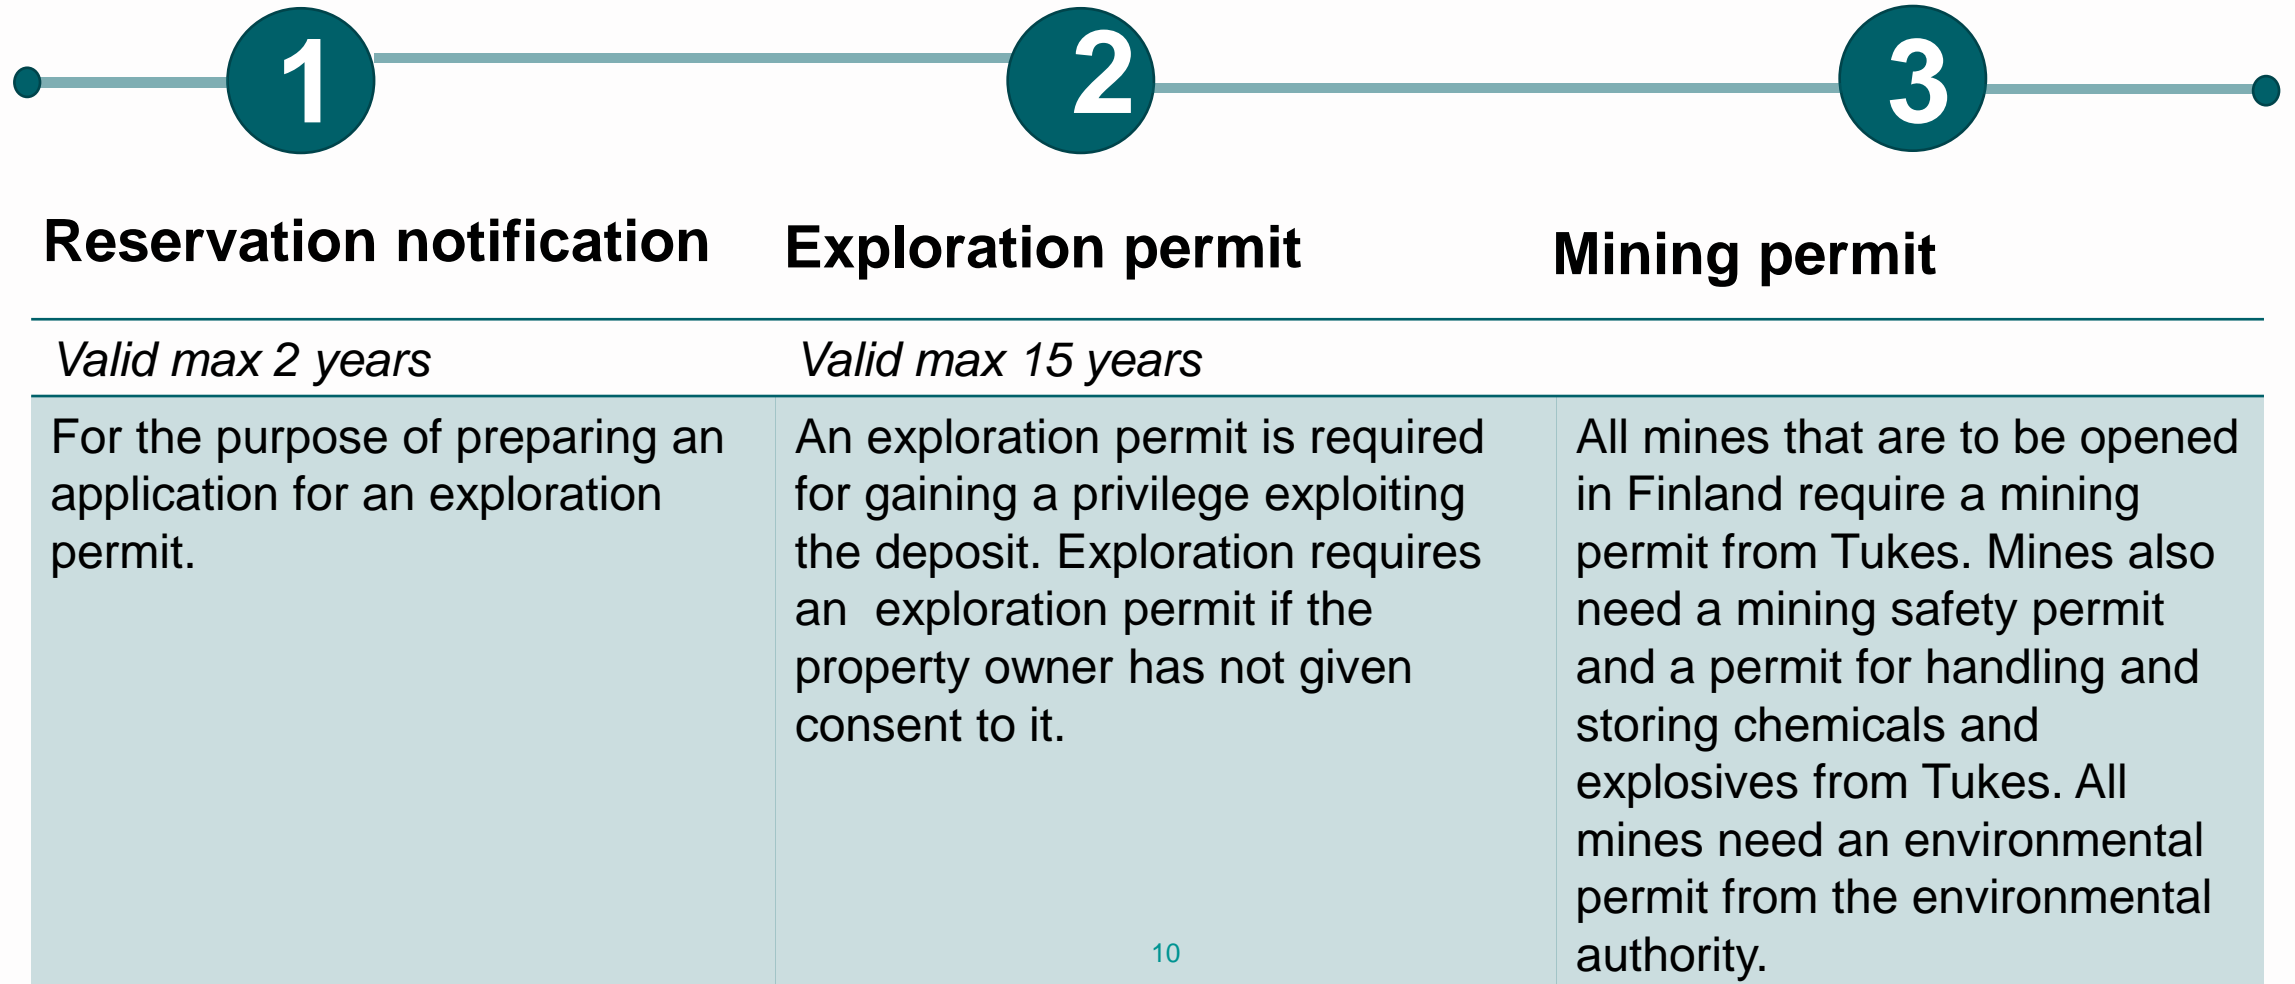 1
2
3
Reservation notification
Exploration permit
Mining permit
Valid max 2 years
Valid max 15 years
For the purpose of preparing an
application for an exploration
permit.
An exploration permit is required
for gaining a privilege exploiting
the deposit. Exploration requires
an  exploration permit if the
property owner has not given
consent to it.
All mines that are to be opened
in Finland require a mining
permit from Tukes. Mines also
need a mining safety permit
and a permit for handling and
storing chemicals and
explosives from Tukes. All
mines need an environmental
permit from the environmental
authority.
10